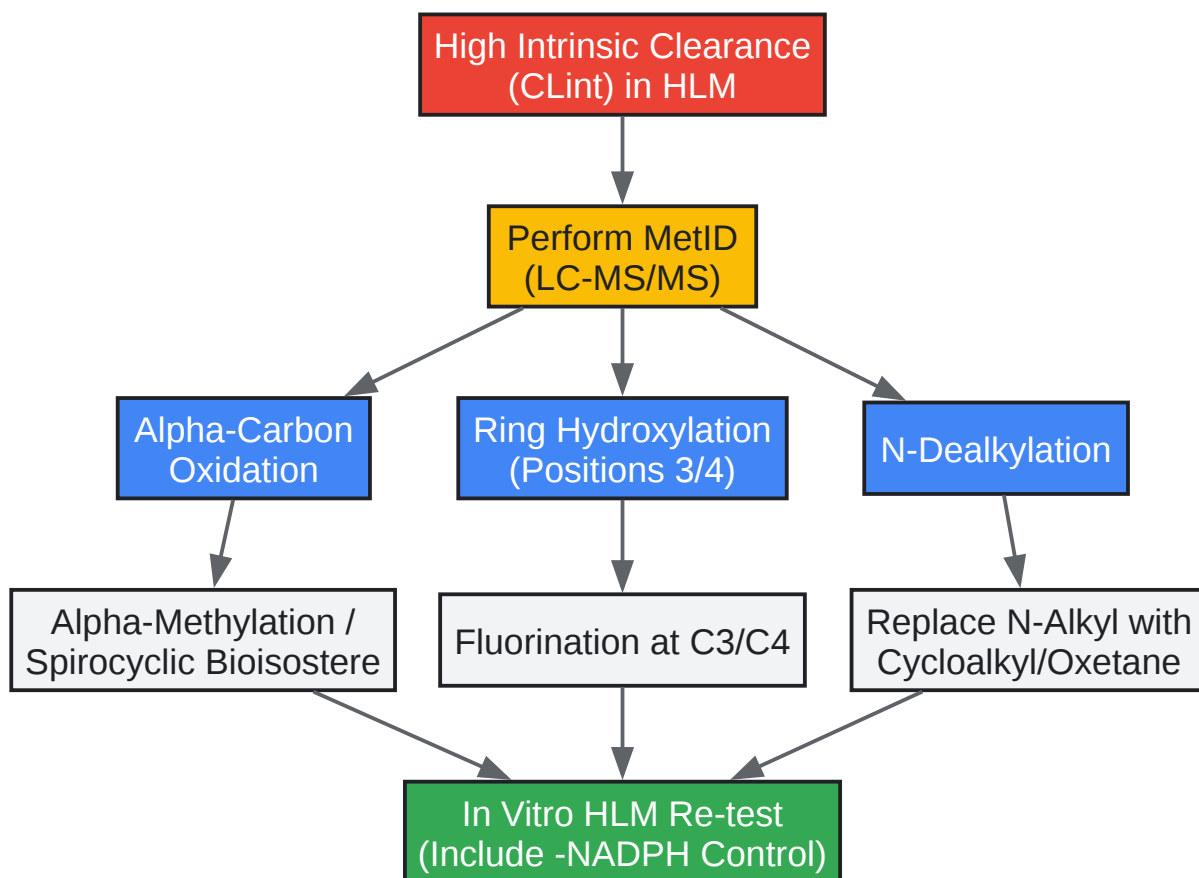 High Intrinsic Clearance
(CLint) in HLM
Perform MetID
(LC-MS/MS)
Alpha-Carbon
Oxidation
Ring Hydroxylation
(Positions 3/4)
N-Dealkylation
Alpha-Methylation /
Spirocyclic Bioisostere
Fluorination at C3/C4
Replace N-Alkyl with
Cycloalkyl/Oxetane
In Vitro HLM Re-test
(Include -NADPH Control)